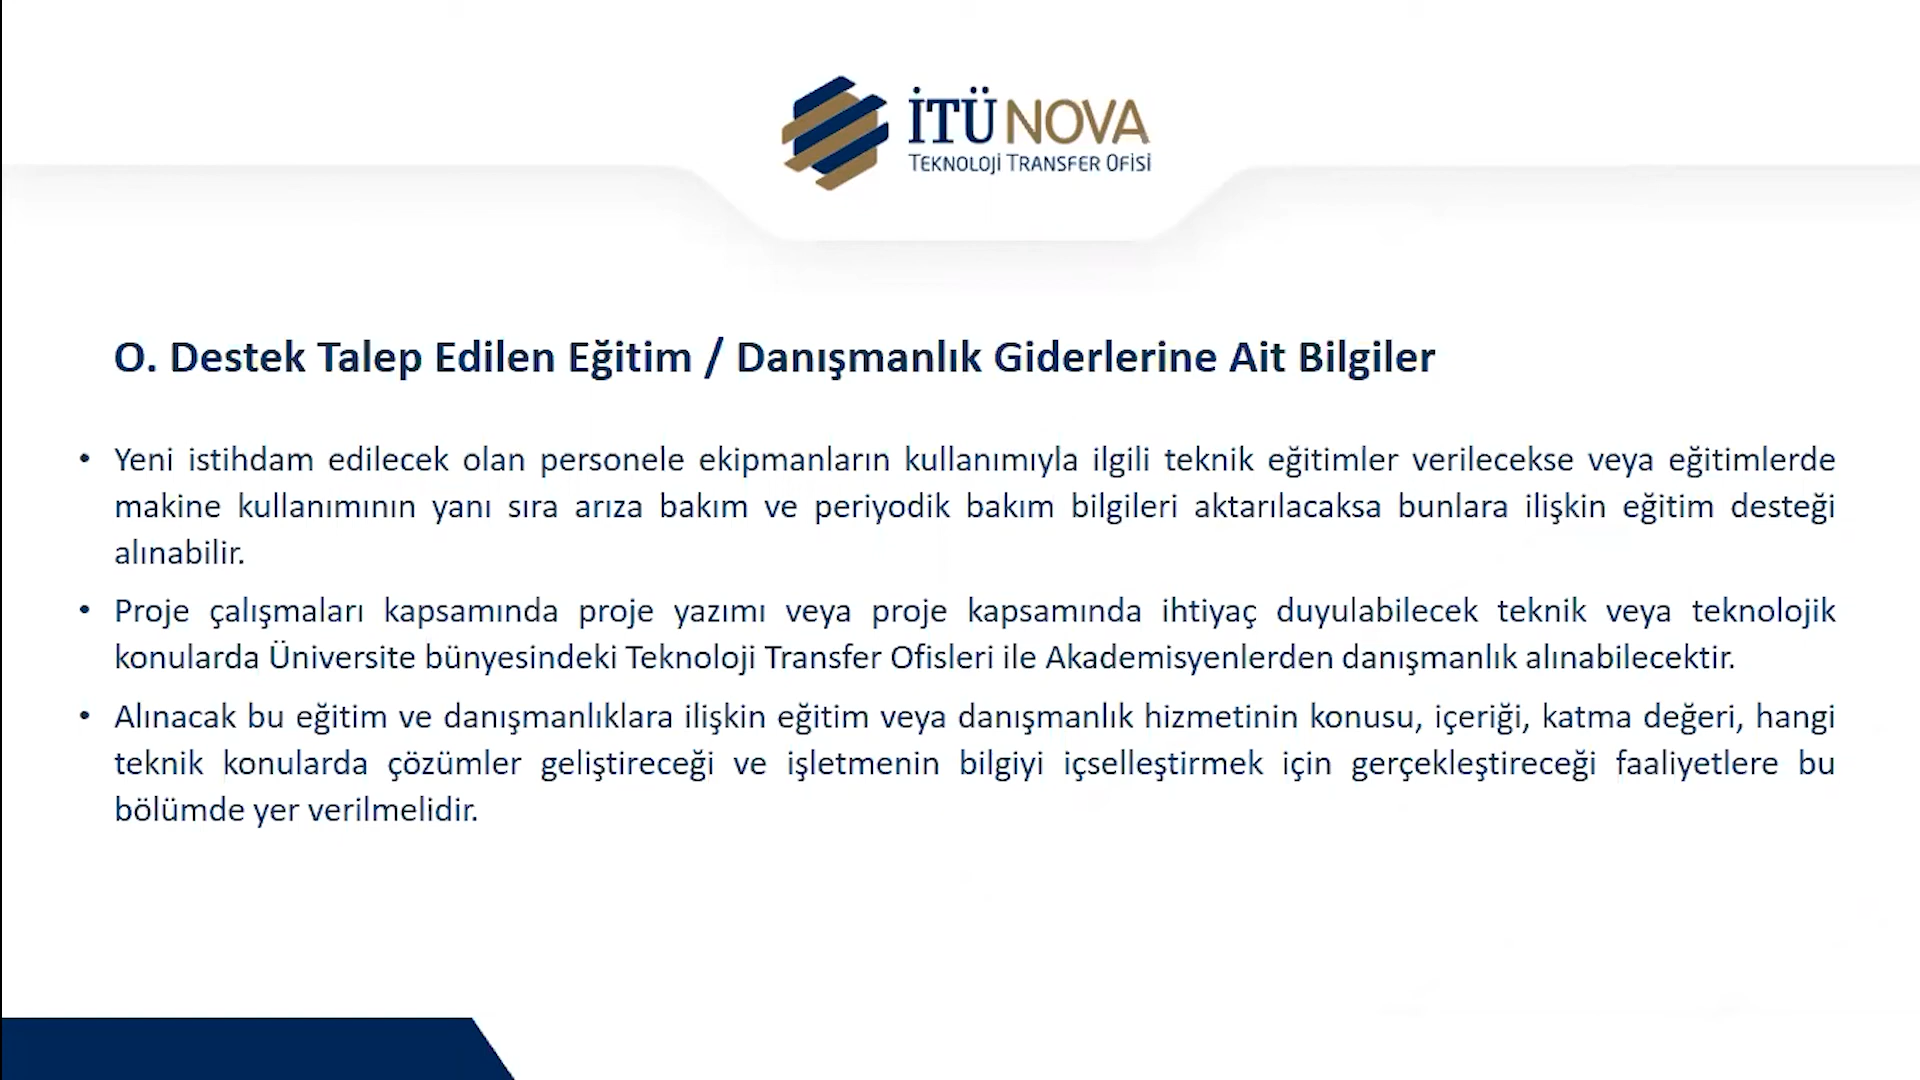 İTÜ NOVA
TEKNOLOJİ TRANSFER OFİSİ
O. Destek Talep Edilen Eğitim / Danışmanlık Giderlerine Ait Bilgiler
• Yeni istihdam edilecek olan personele ekipmanların kullanımıyla ilgili teknik eğitimler verilecekse veya eğitimlerde
makine kullanımının yanı sıra arıza bakım ve periyodik bakım bilgileri aktarılacaksa bunlara ilişkin eğitim desteği
alınabilir.
• Proje çalışmaları kapsamında proje yazımı veya proje kapsamında ihtiyaç duyulabilecek teknik veya teknolojik
konularda Üniversite bünyesindeki Teknoloji Transfer Ofisleri ile Akademisyenlerden danışmanlık alınabilecektir.
• Alınacak bu eğitim ve danışmanlıklara ilişkin eğitim veya danışmanlık hizmetinin konusu, içeriği, katma değeri, hangi
teknik konularda çözümler geliştireceği ve işletmenin bilgiyi içselleştirmek için gerçekleştireceği faaliyetlere bu
bölümde yer verilmelidir.